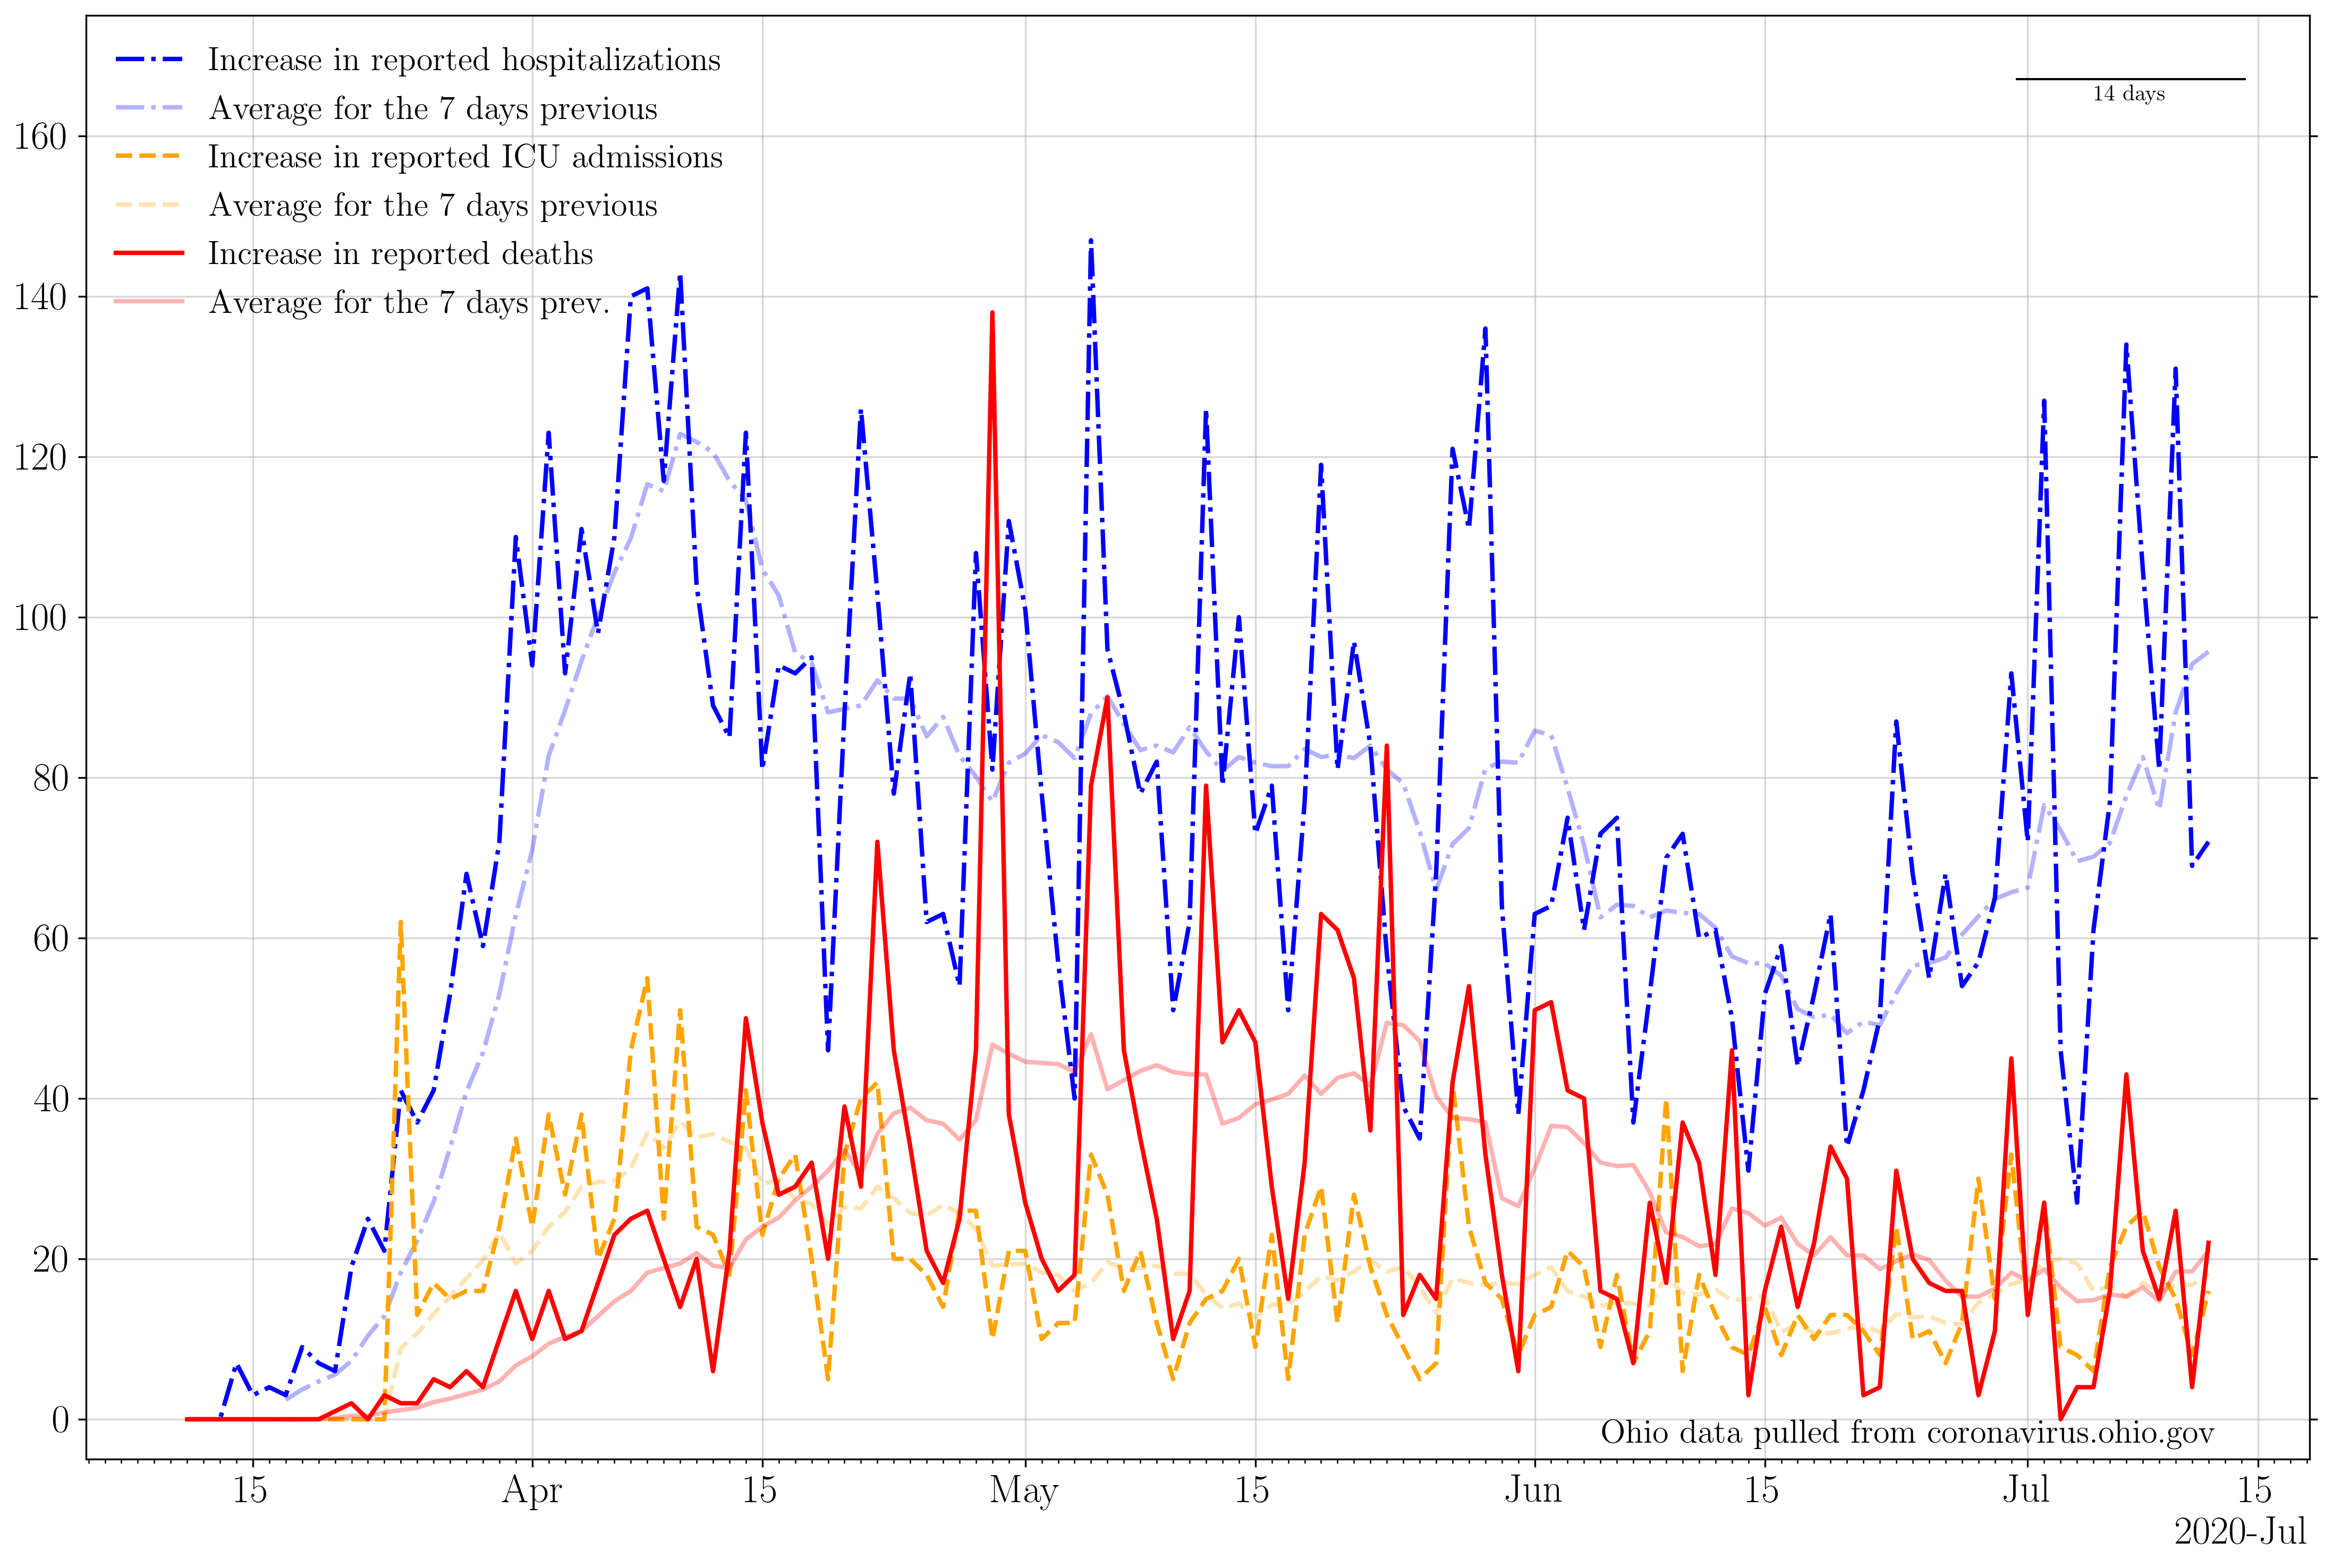 Increase in reported hospitalizations
Average for the 7 days previous
Increase in reported ICU admissions
Average for the 7 days previous
Increase in reported deaths
Average for the 7 days prev.
14 days
160
140
120
100
80
60
40
20
0
Ohio data pulled from coronavirus.ohio.gov
15 Apr 15 May 15 Jun 15 Jul 15
2020-Jul